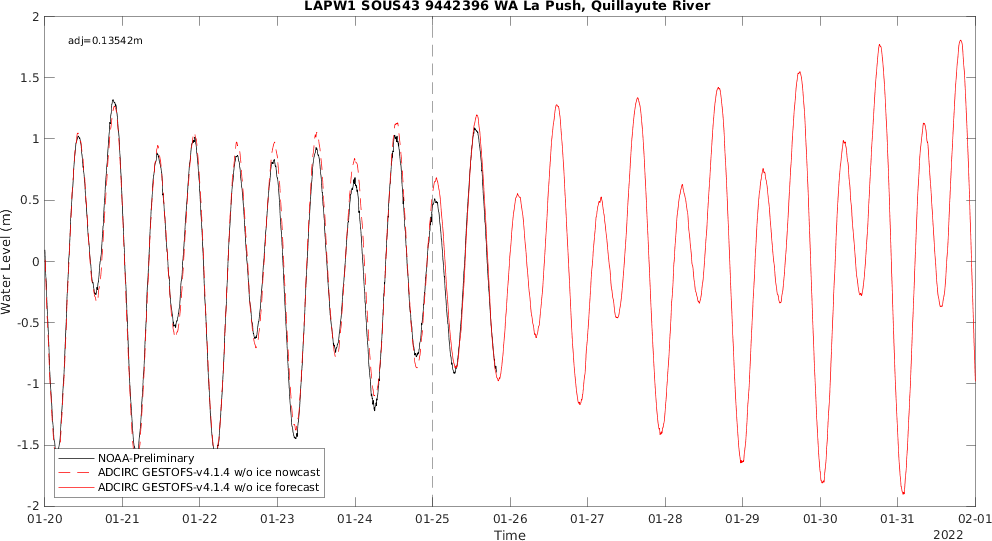 LAPW1 SOUS43 9442396 WA La Push, Quillayute River
adj=0.13542m
2
1.5
1
0.5
0
-0.5
-1
-1.5
-2
Water Level (m)
NOAA-Preliminary
ADCIRC GESTOFS-v4.1.4 w/o ice nowcast
ADCIRC GESTOFS-v4.1.4 w/o ice forecast
01-20 01-21 01-22 01-23 01-24 01-25 01-26 01-27 01-28 01-29 01-30 01-31 02-01
Time
2022